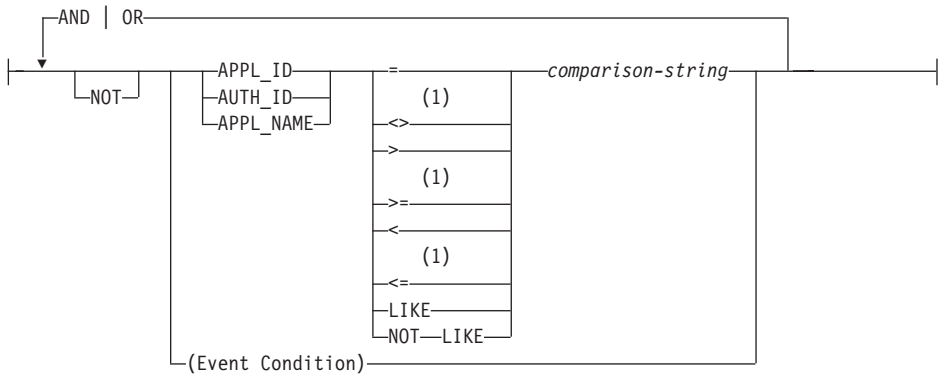 AND | OR
APPL_ID = comparison-string
NOT AUTH_ID (1)
APPL_NAME <>
>
(1)
>=
<
(1)
<=
LIKE
NOT LIKE
(Event Condition)